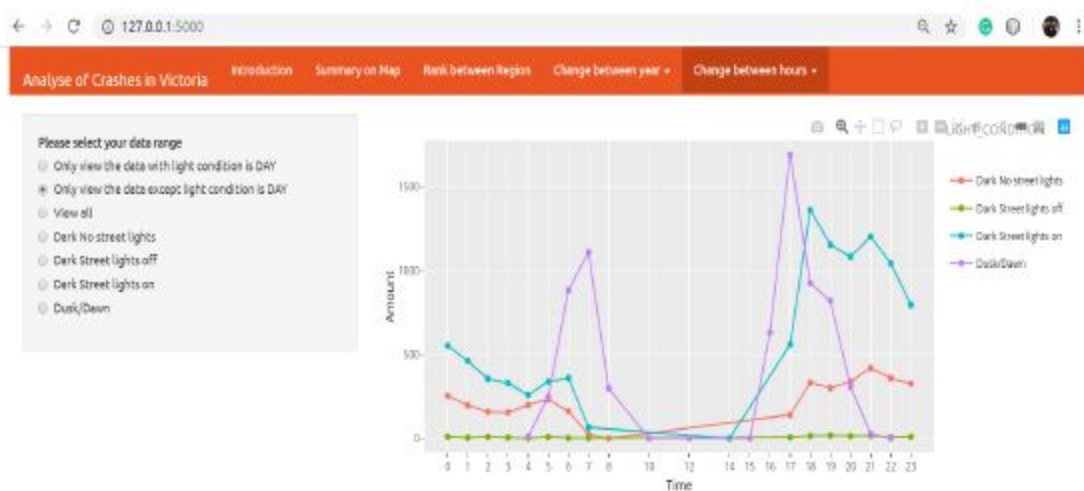 127.0.0.1:5000
Analyse of Crashes in Victoria
Introduction
Summary on Map
Rank between Region
Change between year
Change between hours
Please select your data range
Only view the data with light condition is DAY
Only view the data except light condition is DAY
View all
Dark No street lights
Dark Street lights off
Dark Street lights on
Dusk/Dawn
LIGHT_CONDITION
Dark No street lights
Dark Street lights off
Dark Street lights on
Dusk/Dawn
Amount
1500
1000
500
0
0 1 2 3 4 5 6 7 8 10 12 14 15 16 17 18 19 20 21 22 23
Time